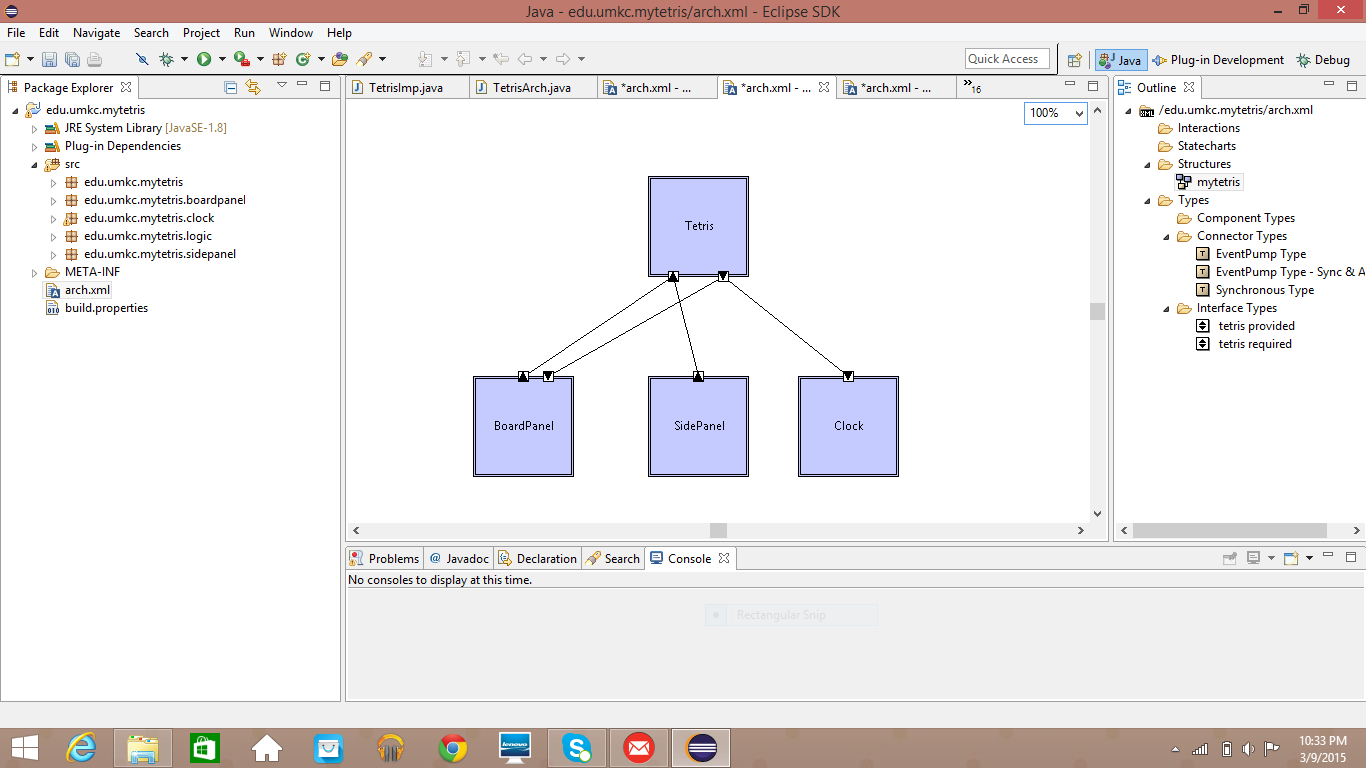 Java - edu.umkc.mytetris/arch.xml - Eclipse SDK
File Edit Navigate Search Project Run Window Help
Quick Access
Java
Plug-in Development
Debug
Package Explorer
edu.umkc.mytetris
JRE System Library [JavaSE-1.8]
Plug-in Dependencies
src
edu.umkc.mytetris
edu.umkc.mytetris.boardpanel
edu.umkc.mytetris.clock
edu.umkc.mytetris.logic
edu.umkc.mytetris.sidepanel
META-INF
arch.xml
build.properties
TetrisImp.java
TetrisArch.java
*arch.xml - ...
*arch.xml - ...
*arch.xml - ...
16
100%
Tetris
BoardPanel
SidePanel
Clock
Outline
/edu.umkc.mytetris/arch.xml
Interactions
Statecharts
Structures
mytetris
Types
Component Types
Connector Types
EventPump Type
EventPump Type - Sync & A
Synchronous Type
Interface Types
tetris provided
tetris required
Problems
@ Javadoc
Declaration
Search
Console
No consoles to display at this time.
Rectangular Snip
lenovo
10:33 PM
3/9/2015